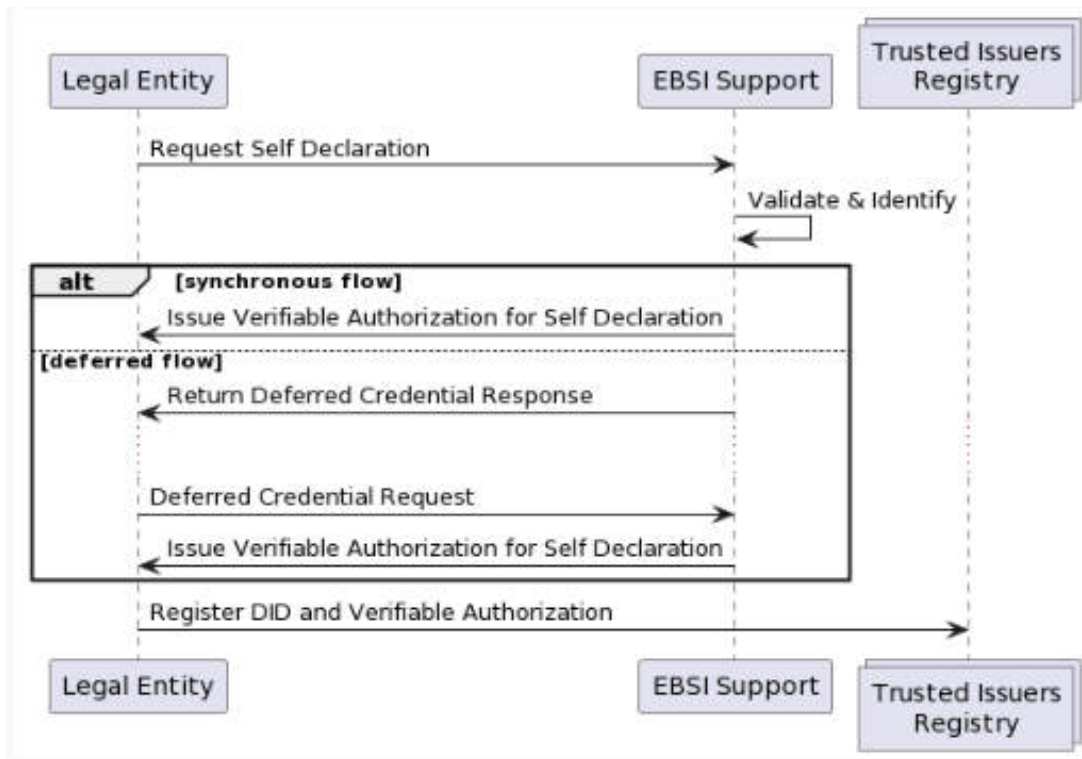 Legal Entity
EBSI Support
Trusted Issuers
Registry
Request Self Declaration
Validate & Identify
alt
[synchronous flow]
Issue Verifiable Authorization for Self Declaration
[deferred flow]
Return Deferred Credential Response
Deferred Credential Request
Issue Verifiable Authorization for Self Declaration
Register DID and Verifiable Authorization
Legal Entity
EBSI Support
Trusted Issuers
Registry